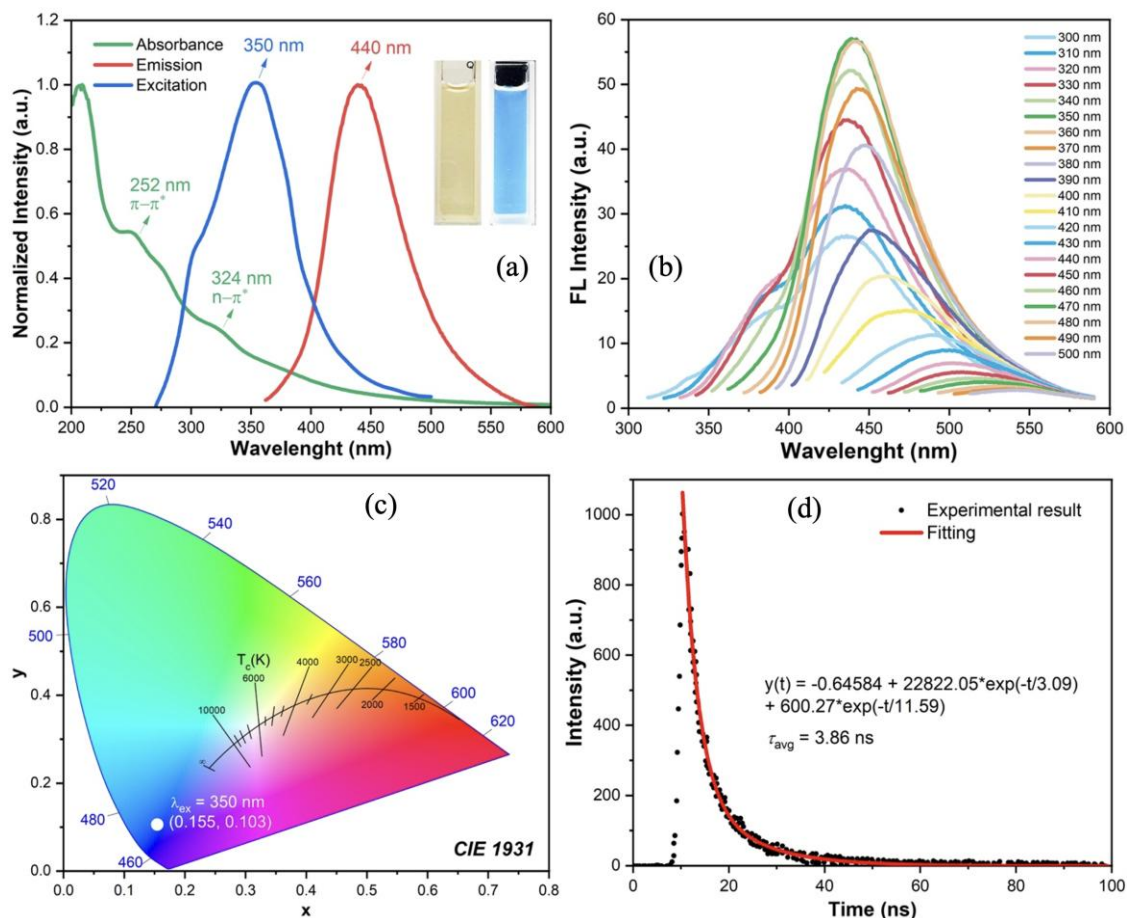 1.2
1.0
0.8
0.6
0.4
0.2
0.0
Normalized Intensity (a.u.)
Absorbance
Emission
Excitation
350 nm
440 nm
252 nm
π−π*
324 nm
n−π*
(a)
200 250 300 350 400 450 500 550 600
Wavelenght (nm)
60
50
40
30
20
10
0
FL Intensity (a.u.)
(b)
300 nm
310 nm
320 nm
330 nm
340 nm
350 nm
360 nm
370 nm
380 nm
390 nm
400 nm
410 nm
420 nm
430 nm
440 nm
450 nm
460 nm
470 nm
480 nm
490 nm
500 nm
300 350 400 450 500 550 600
Wavelenght (nm)
0.8
0.6
0.4
0.2
0.0
y
(c)
520
540
560
580
600
620
500
480
460
T_c(K)
10000
6000
4000
3000
2500
2000
1500
∞
λ_ex = 350 nm
(0.155, 0.103)
CIE 1931
0.0 0.1 0.2 0.3 0.4 0.5 0.6 0.7 0.8
x
1000
800
600
400
200
0
Intensity (a.u.)
(d)
Experimental result
Fitting
y(t) = -0.64584 + 22822.05*exp(-t/3.09)
+ 600.27*exp(-t/11.59)
τ_avg = 3.86 ns
0 20 40 60 80 100
Time (ns)